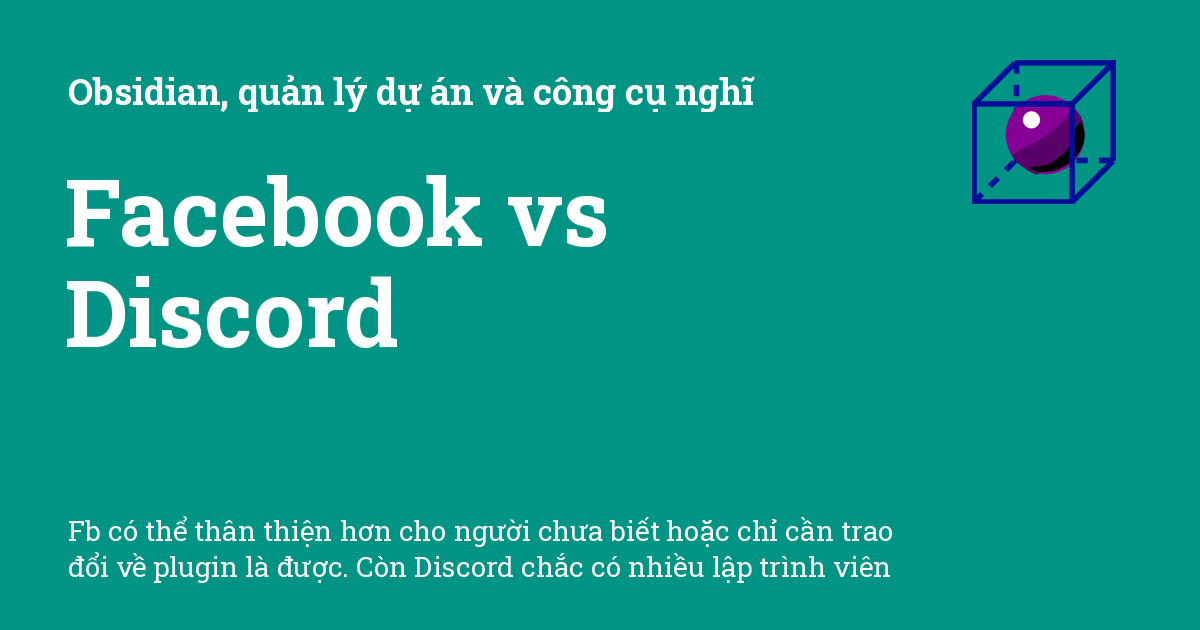 Obsidian, quản lý dự án và công cụ nghĩ
Facebook vs
Discord
Fb có thể thân thiện hơn cho người chưa biết hoặc chỉ cần trao
đổi về plugin là được. Còn Discord chắc có nhiều lập trình viên